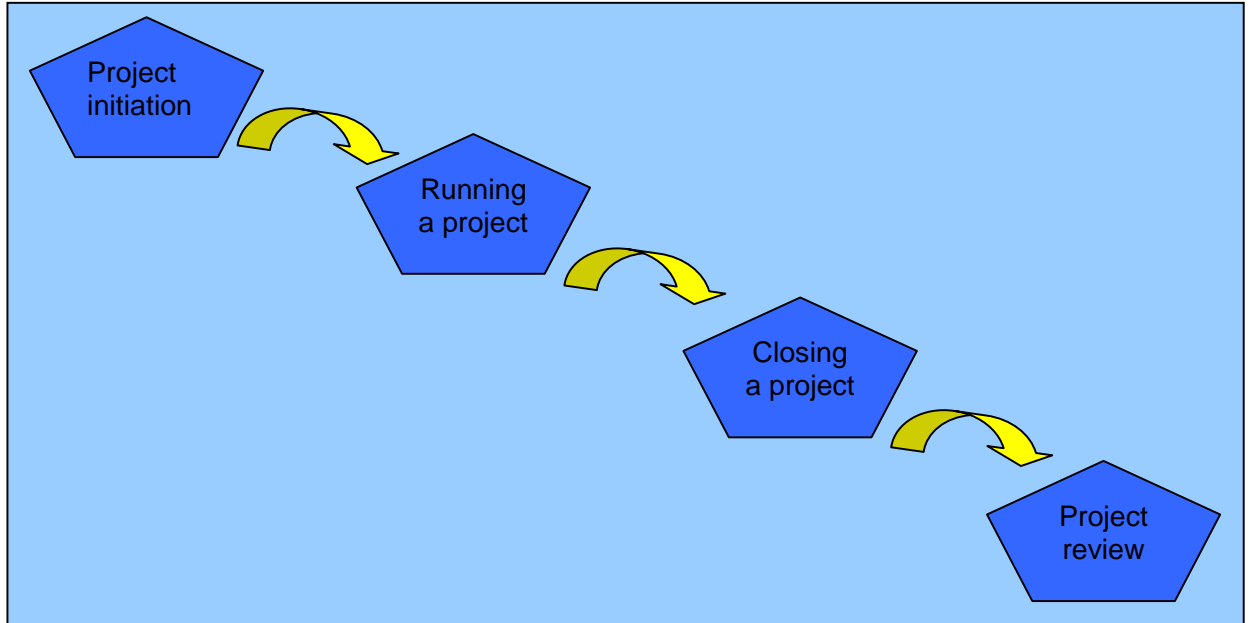 Project
initiation
Running
a project
Closing
a project
Project
review